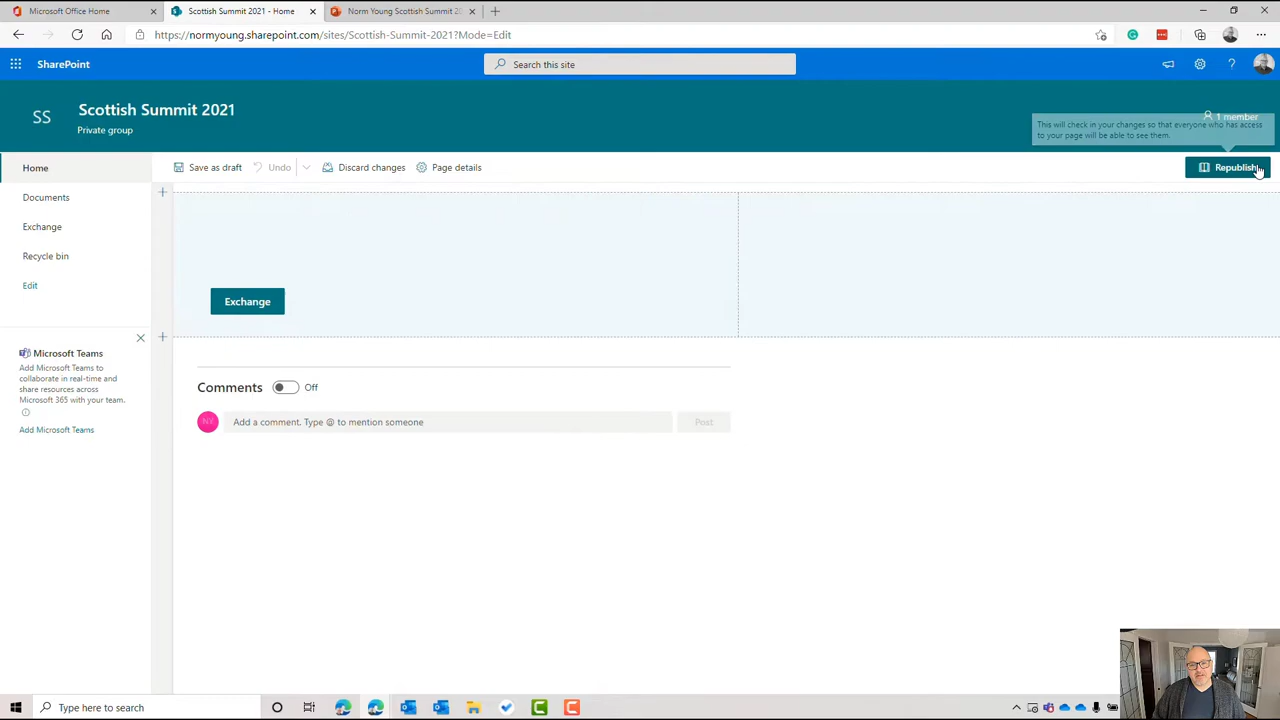 Microsoft Office Home
Scottish Summit 2021 - Home
Norm Young Scottish Summit 20
https://normyoung.sharepoint.com/sites/Scottish-Summit-2021?Mode=Edit
SharePoint
Search this site
SS
Scottish Summit 2021
Private group
1 member
This will check in your changes so that everyone who has access
to your page will be able to see them.
Home
Save as draft
Undo
Discard changes
Page details
Republish
Documents
Exchange
Recycle bin
Edit
Exchange
Microsoft Teams
Add Microsoft Teams to
collaborate in real-time and
share resources across
Microsoft 365 with your team.
Add Microsoft Teams
Comments
Off
NY
Add a comment. Type @ to mention someone
Post
Type here to search